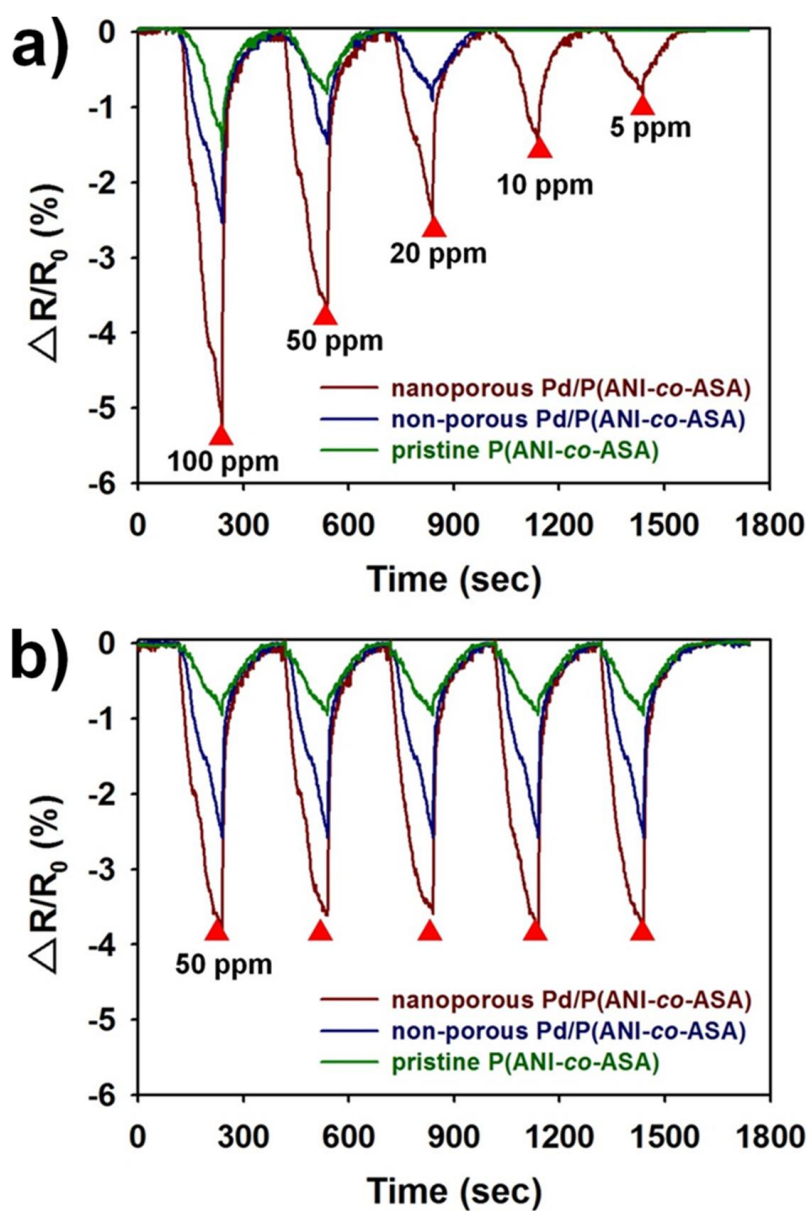 a)
0
-1
-2
-3
-4
-5
-6
△R/R0 (%)
5 ppm
10 ppm
20 ppm
50 ppm
100 ppm
nanoporous Pd/P(ANI-co-ASA)
non-porous Pd/P(ANI-co-ASA)
pristine P(ANI-co-ASA)
0 300 600 900 1200 1500 1800
Time (sec)
b)
0
-1
-2
-3
-4
-5
-6
△R/R0 (%)
50 ppm
nanoporous Pd/P(ANI-co-ASA)
non-porous Pd/P(ANI-co-ASA)
pristine P(ANI-co-ASA)
0 300 600 900 1200 1500 1800
Time (sec)